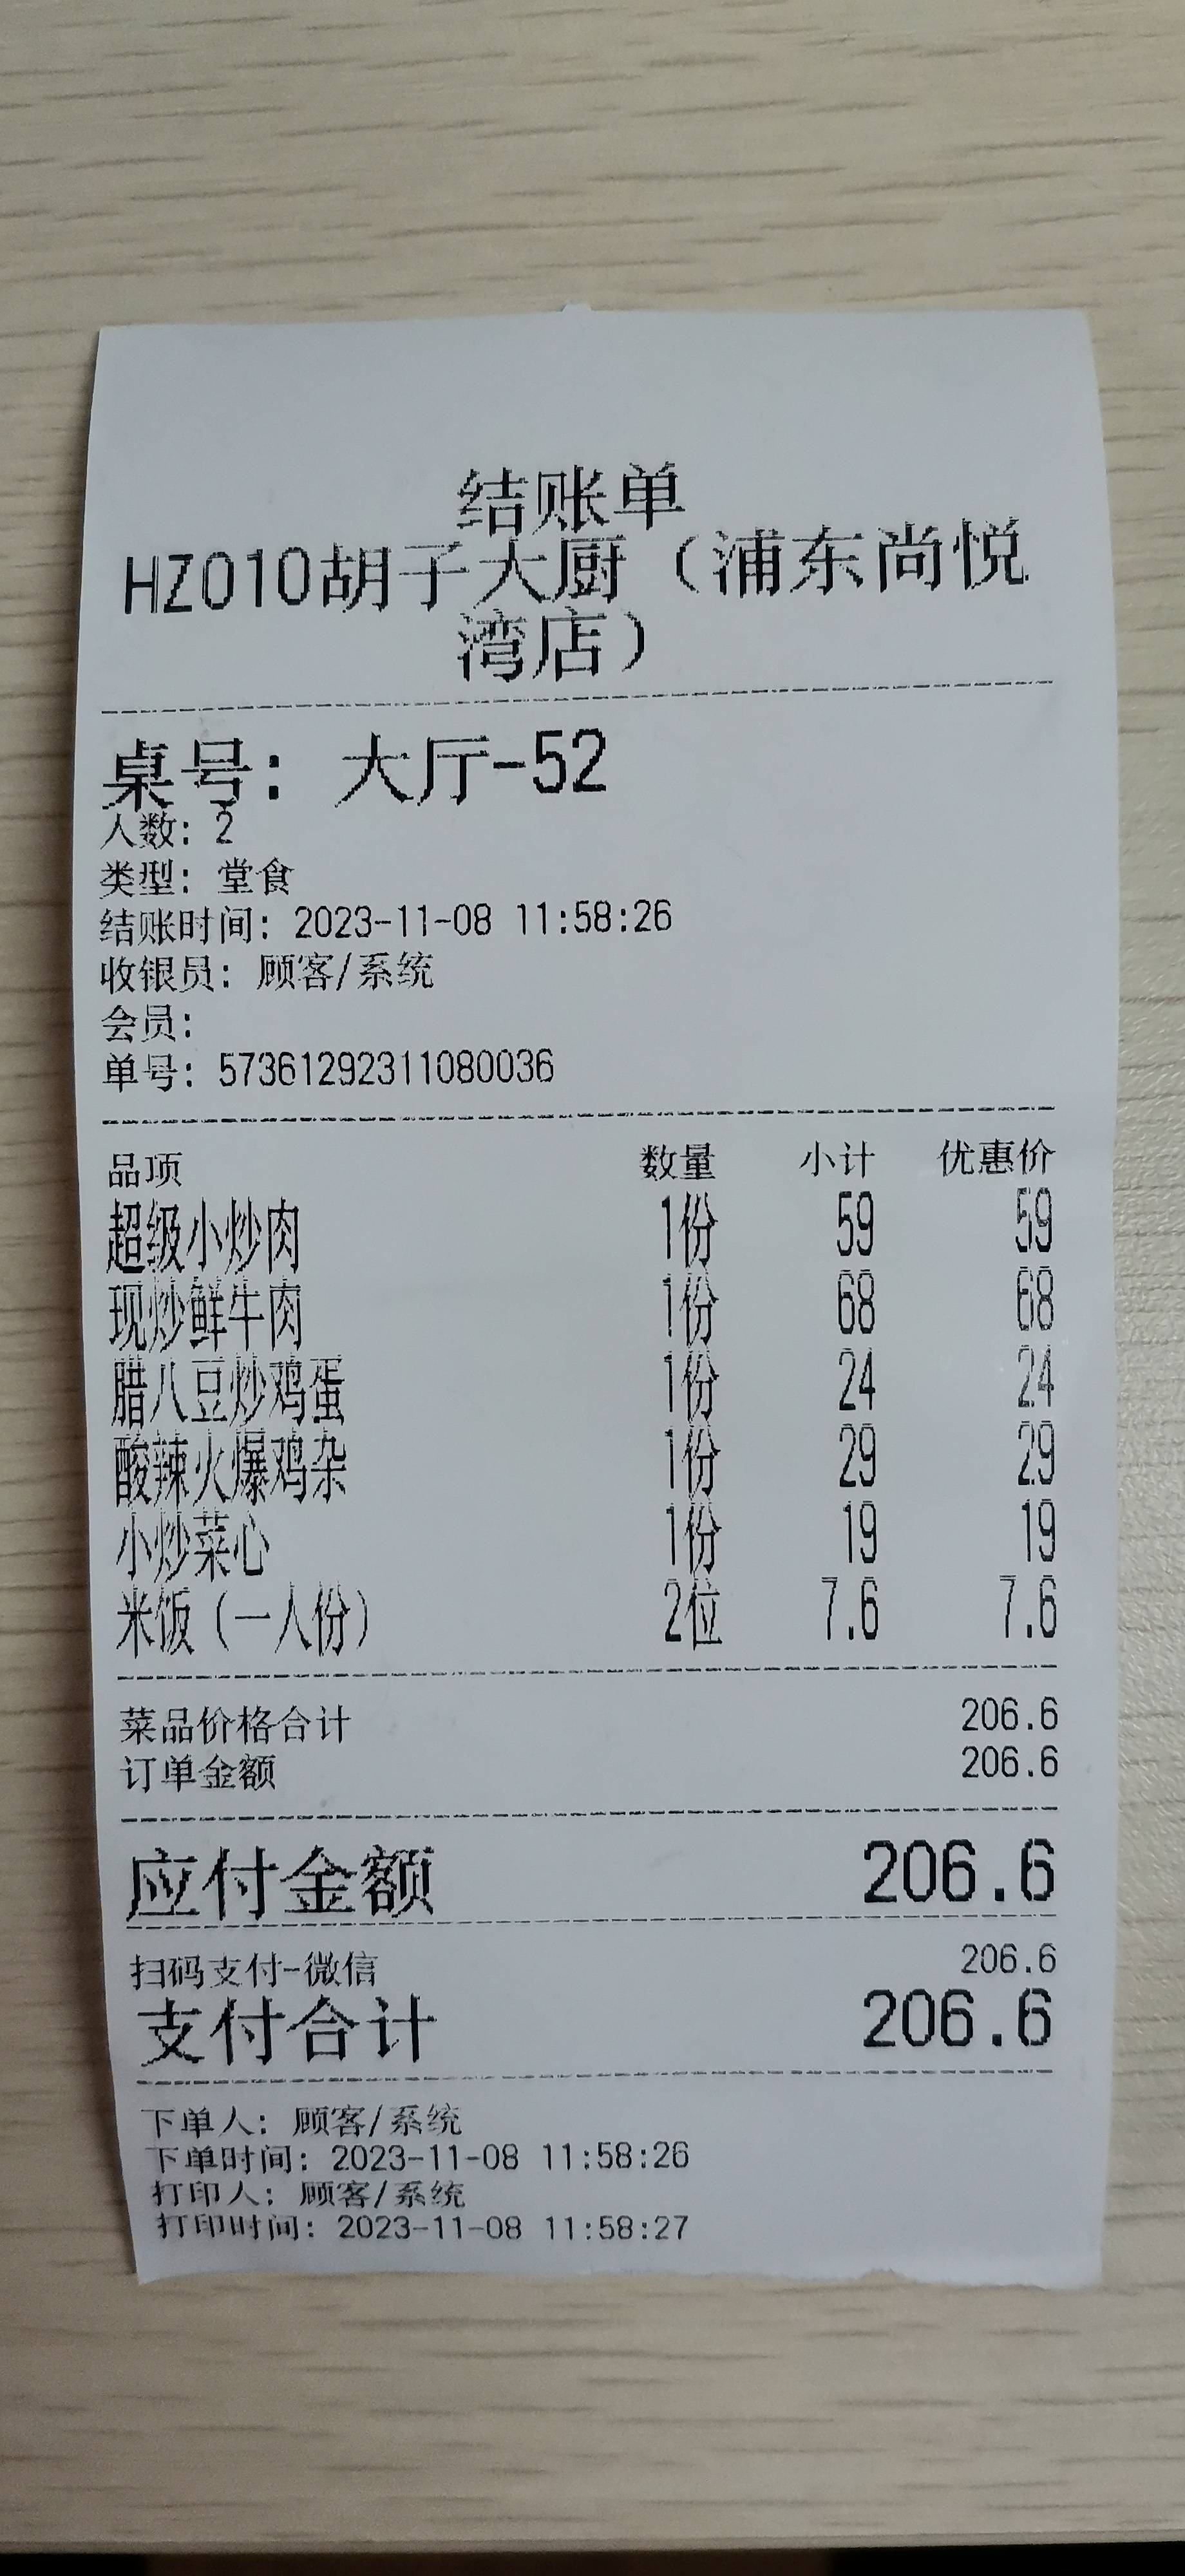 结账单
HZ010胡子大厨（浦东尚悦
湾店）
桌号：大厅-52
人数：2
类型：堂食
结账时间：2023-11-08 11:58:26
收银员：顾客/系统
会员：
单号：57361292311080036
品项 数量 小计 优惠价
超级小炒肉 1份 59 59
现炒鲜牛肉 1份 68 68
腊八豆炒鸡蛋 1份 24 24
酸辣火爆鸡杂 1份 29 29
小炒菜心 1份 19 19
米饭（一人份） 2位 7.6 7.6
菜品价格合计 206.6
订单金额 206.6
应付金额 206.6
扫码支付-微信 206.6
支付合计 206.6
下单人：顾客/系统
下单时间：2023-11-08 11:58:26
打印人：顾客/系统
打印时间：2023-11-08 11:58:27